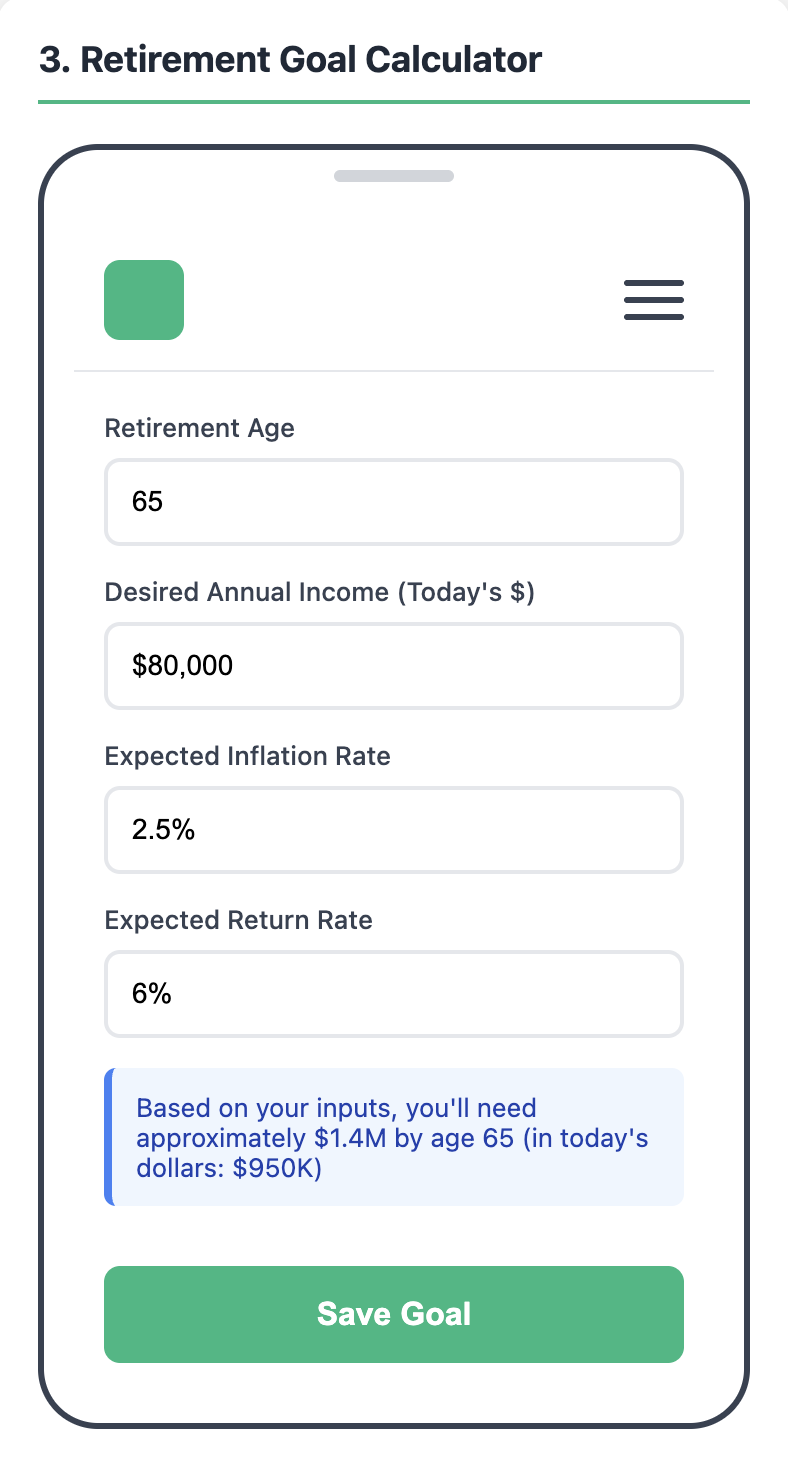 3. Retirement Goal Calculator
Retirement Age
65
Desired Annual Income (Today's $)
$80,000
Expected Inflation Rate
2.5%
Expected Return Rate
6%
Based on your inputs, you'll need
approximately $1.4M by age 65 (in today's
dollars: $950K)
Save Goal